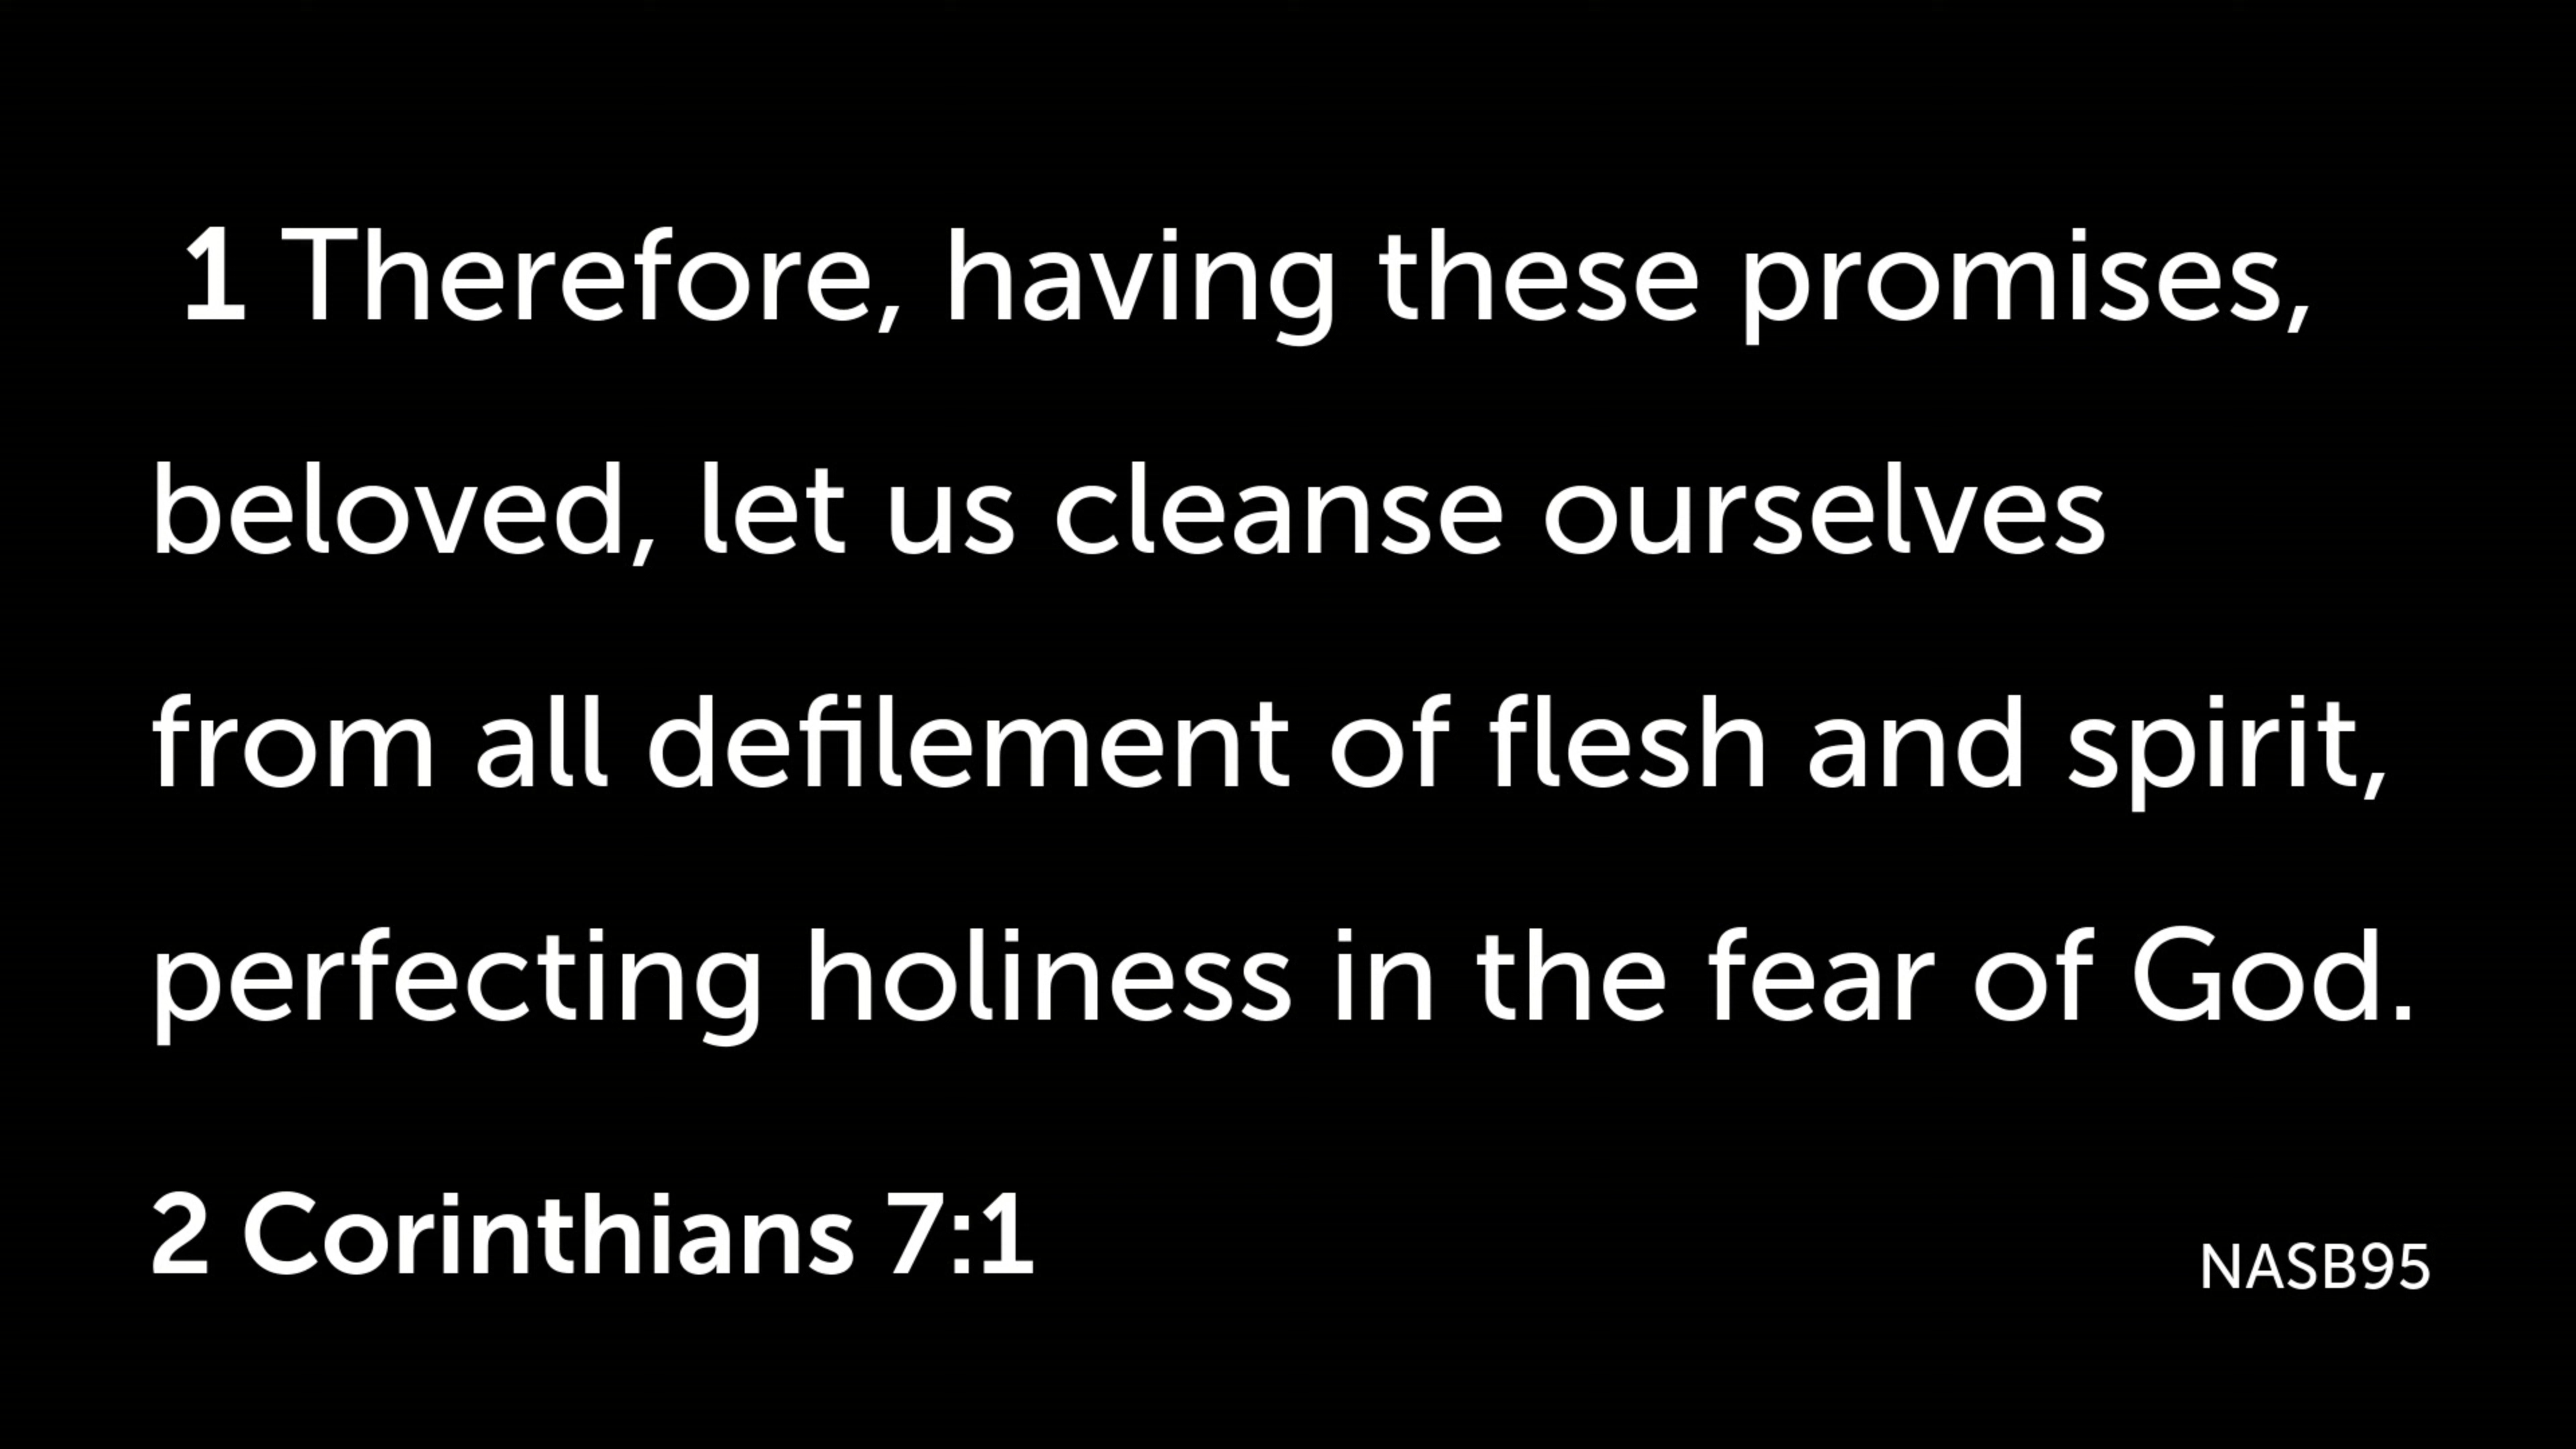 1 Therefore, having these promises,
beloved, let us cleanse ourselves
from all defilement of flesh and spirit,
perfecting holiness in the fear of God.
2 Corinthians 7:1
NASB95